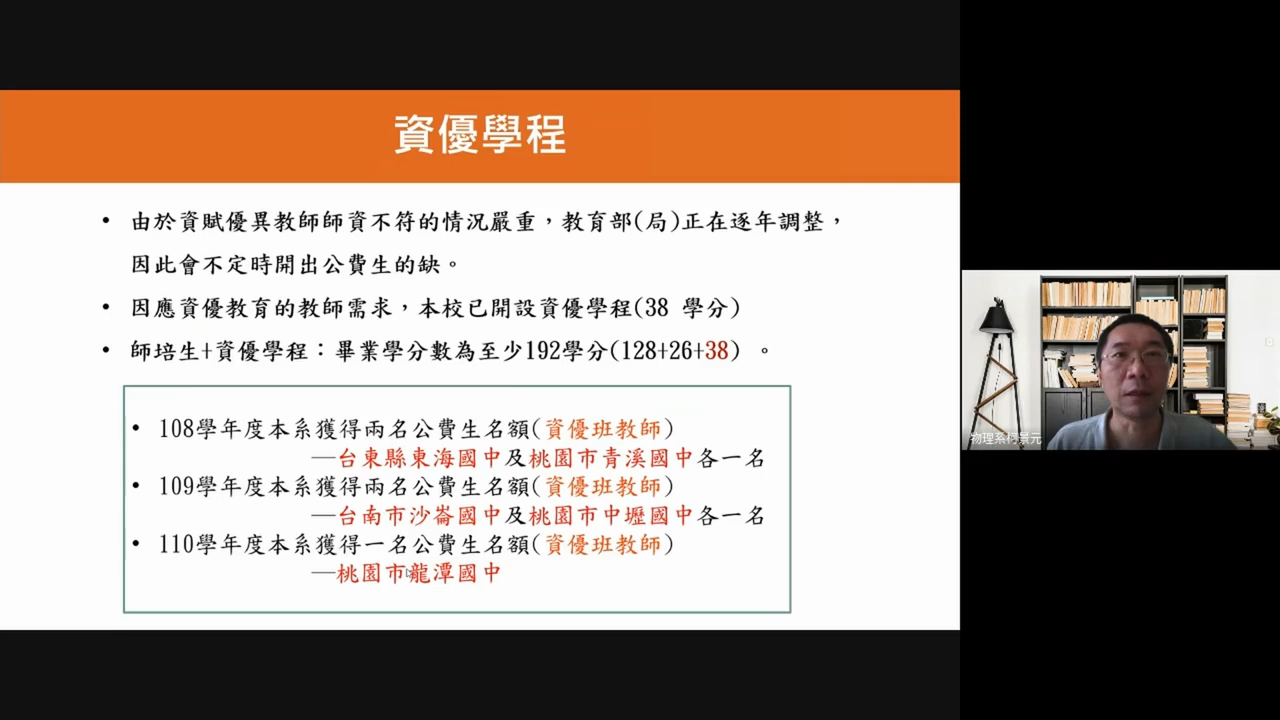 資優學程
• 由於資賦優異教師師資不符的情況嚴重，教育部(局)正在逐年調整，
因此會不定時開出公費生的缺。
• 因應資優教育的教師需求，本校已開設資優學程(38 學分)
• 師培生+資優學程：畢業學分數為至少192學分(128+26+38) 。
• 108學年度本系獲得兩名公費生名額(資優班教師)
—台東縣東海國中及桃園市青溪國中各一名
• 109學年度本系獲得兩名公費生名額(資優班教師)
—台南市沙崙國中及桃園市中壢國中各一名
• 110學年度本系獲得一名公費生名額(資優班教師)
—桃園市龍潭國中
物理系柯景元